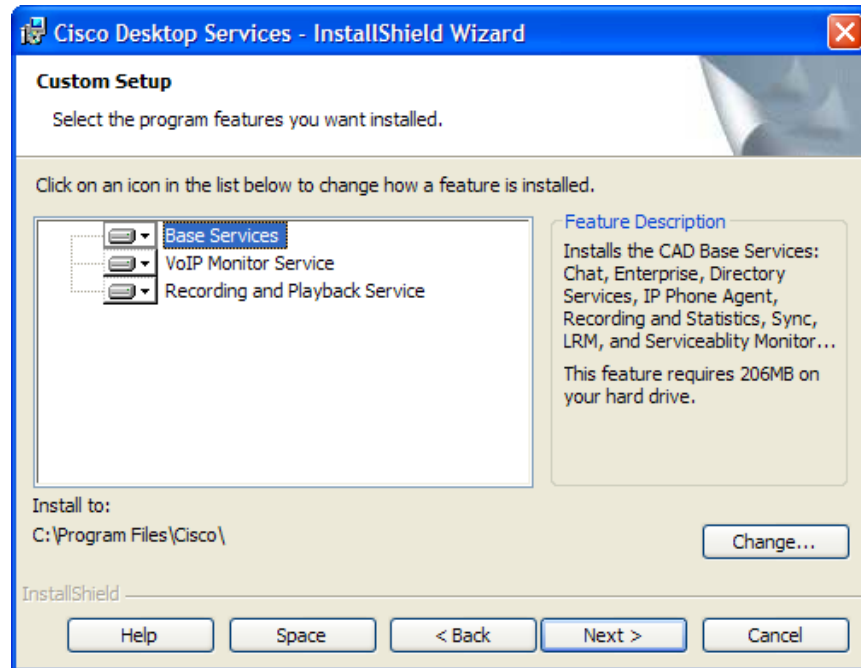 Cisco Desktop Services - InstallShield Wizard
Custom Setup
Select the program features you want installed.
Click on an icon in the list below to change how a feature is installed.
Base Services
VoIP Monitor Service
Recording and Playback Service
Feature Description
Installs the CAD Base Services:
Chat, Enterprise, Directory
Services, IP Phone Agent,
Recording and Statistics, Sync,
LRM, and Serviceablity Monitor...
This feature requires 206MB on
your hard drive.
Install to:
C:\Program Files\Cisco\
Change...
InstallShield
Help
Space
< Back
Next >
Cancel